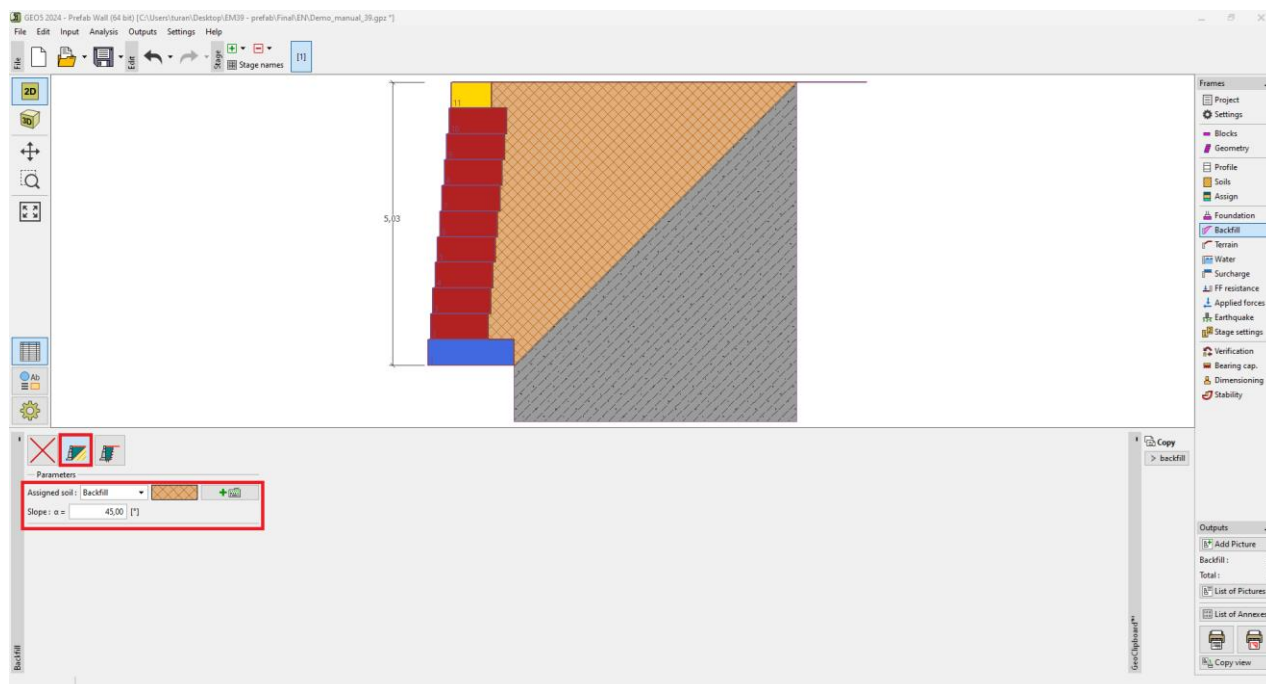 GEO5 2024 - Prefab Wall (64 bit) [C:\Users\turan\Desktop\EM39 - prefab\Final\EN\Demo_manual_39.gpz *]
File Edit Input Analysis Outputs Settings Help
File
Edit
Stage
Stage names
[1]
2D
3D
Ab
11
5,03
Frames
Project
Settings
Blocks
Geometry
Profile
Soils
Assign
Foundation
Backfill
Terrain
Water
Surcharge
FF resistance
Applied forces
Earthquake
Stage settings
Verification
Bearing cap.
Dimensioning
Stability
Parameters
Assigned soil : Backfill
Slope : α = 45,00 [°]
Backfill
GeoClipboard™
Copy
> backfill
Outputs
Add Picture
Backfill :
Total :
List of Pictures
List of Annexes
Copy view